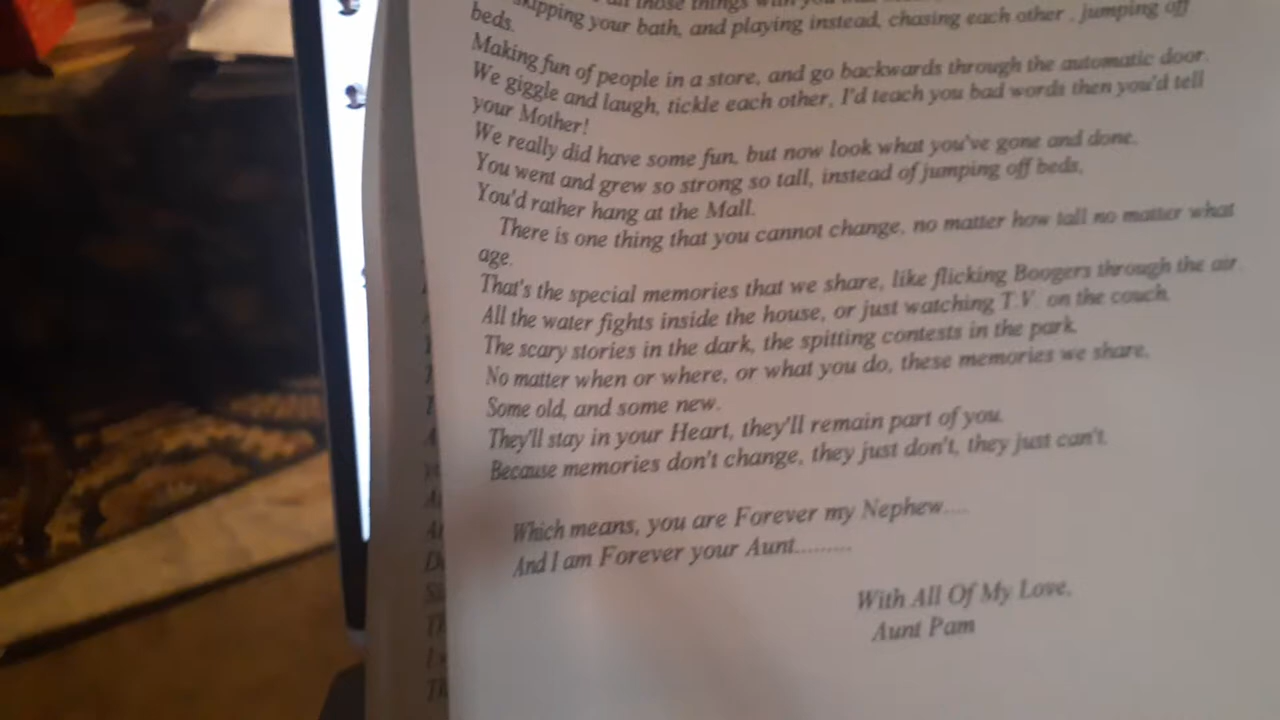 those things with you
skipping your bath, and playing instead, chasing each other , jumping off
beds.
Making fun of people in a store, and go backwards through the automatic door.
We giggle and laugh, tickle each other, I'd teach you bad words then you'd tell
your Mother!
We really did have some fun, but now look what you've gone and done.
You went and grew so strong so tall, instead of jumping off beds,
You'd rather hang at the Mall.
There is one thing that you cannot change, no matter how tall no matter what
age.
That's the special memories that we share, like flicking Boogers through the air.
All the water fights inside the house, or just watching T.V. on the couch.
The scary stories in the dark, the spitting contests in the park.
No matter when or where, or what you do, these memories we share,
Some old, and some new.
They'll stay in your Heart, they'll remain part of you.
Because memories don't change, they just don't, they just can't.
Which means, you are Forever my Nephew....
And I am Forever your Aunt.........
With All Of My Love,
Aunt Pam